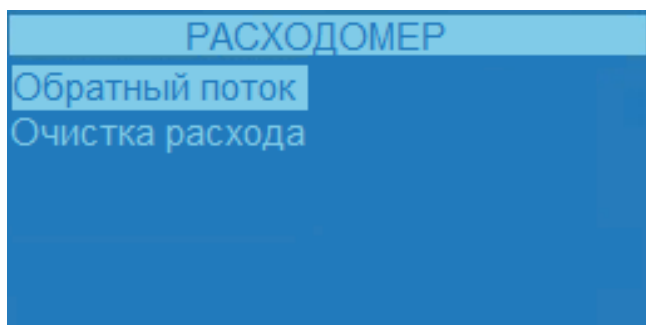 РАСХОДОМЕР
Обратный поток
Очистка расхода